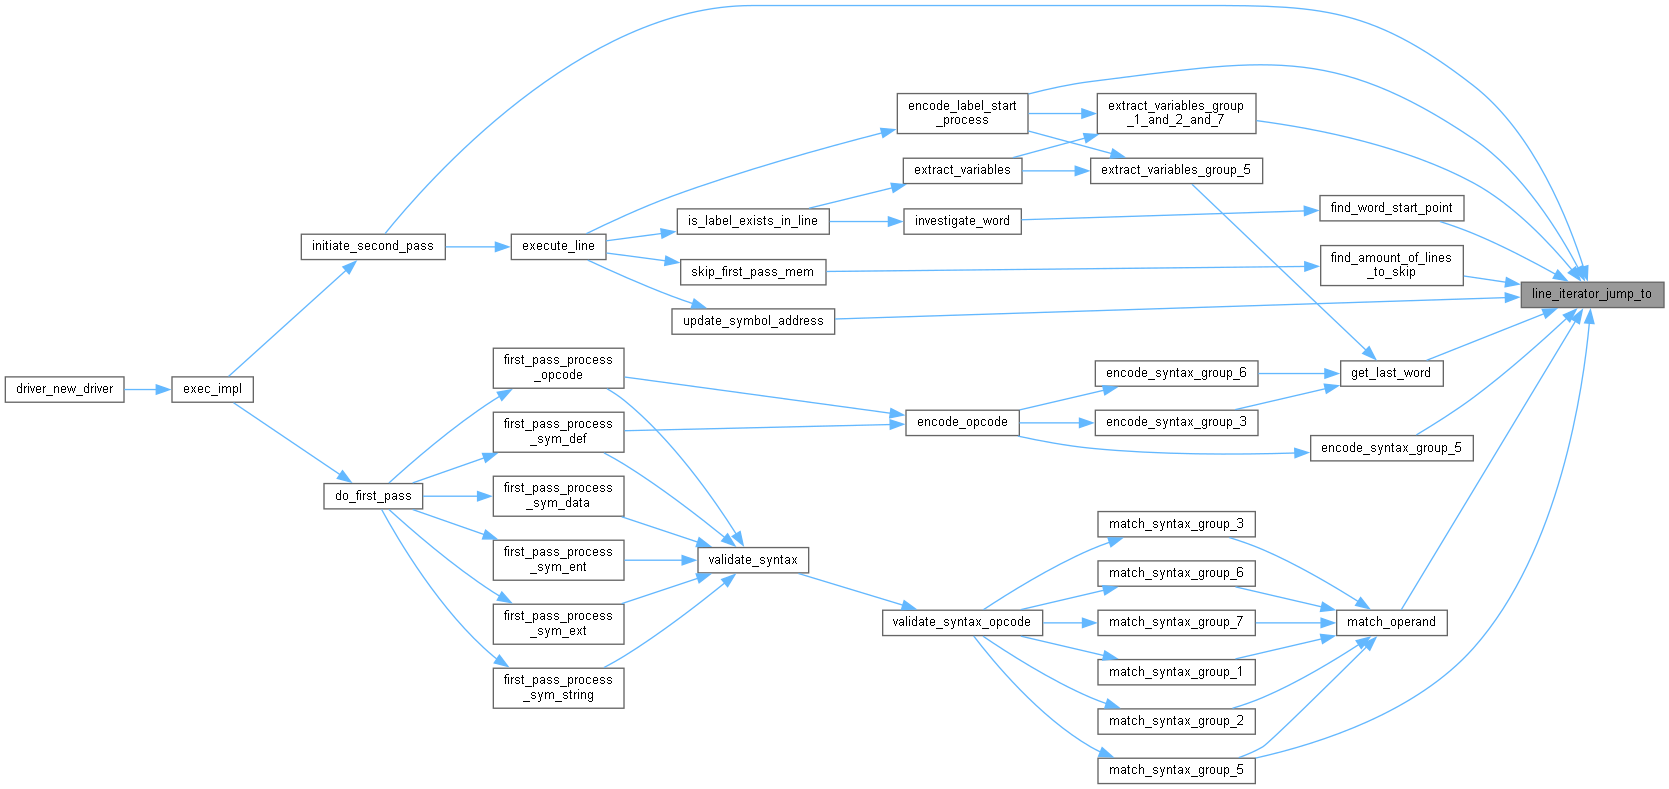 encode_label_start
_process
extract_variables_group
_1_and_2_and_7
extract_variables
extract_variables_group_5
is_label_exists_in_line
investigate_word
find_word_start_point
initiate_second_pass
execute_line
skip_first_pass_mem
find_amount_of_lines
_to_skip
line_iterator_jump_to
update_symbol_address
driver_new_driver
exec_impl
first_pass_process
_opcode
encode_syntax_group_6
get_last_word
first_pass_process
_sym_def
encode_opcode
encode_syntax_group_3
encode_syntax_group_5
do_first_pass
first_pass_process
_sym_data
match_syntax_group_3
first_pass_process
_sym_ent
validate_syntax
match_syntax_group_6
first_pass_process
_sym_ext
validate_syntax_opcode
match_syntax_group_7
match_operand
first_pass_process
_sym_string
match_syntax_group_1
match_syntax_group_2
match_syntax_group_5